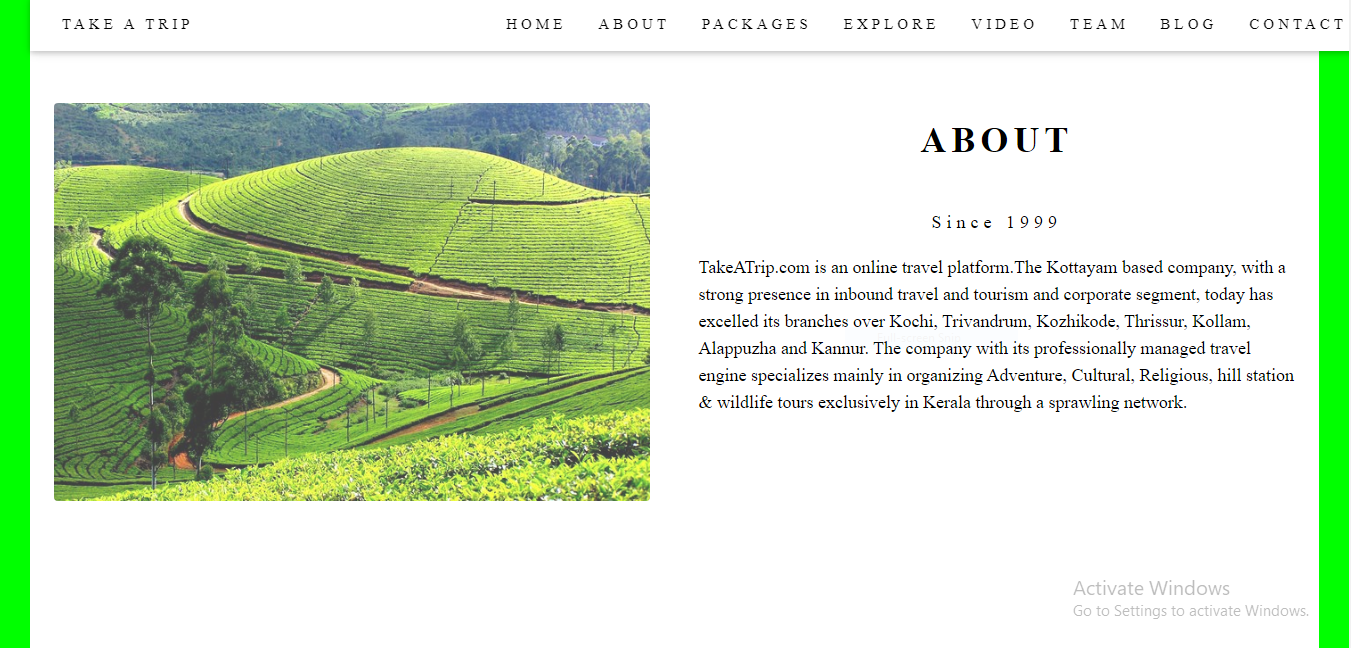 TAKE A TRIP HOME ABOUT PACKAGES EXPLORE VIDEO TEAM BLOG CONTACT
ABOUT
Since 1999
TakeATrip.com is an online travel platform.The Kottayam based company, with a
strong presence in inbound travel and tourism and corporate segment, today has
excelled its branches over Kochi, Trivandrum, Kozhikode, Thrissur, Kollam,
Alappuzha and Kannur. The company with its professionally managed travel
engine specializes mainly in organizing Adventure, Cultural, Religious, hill station
& wildlife tours exclusively in Kerala through a sprawling network.
Activate Windows
Go to Settings to activate Windows.